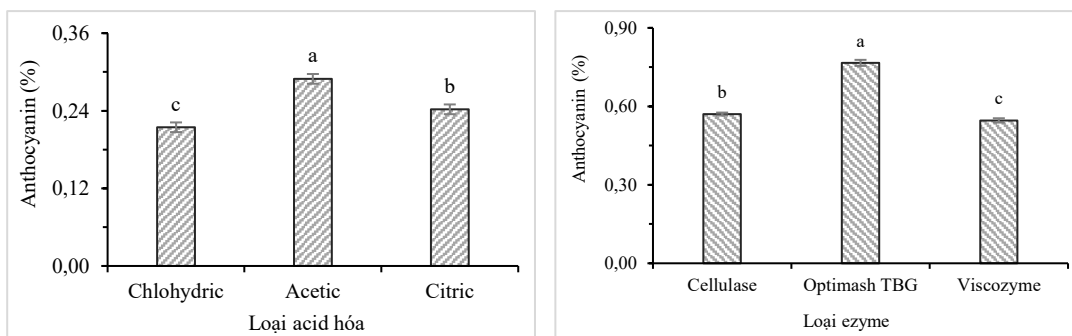 Anthocyanin (%)
0,36
0,24
0,12
0,00
c
a
b
Chlohydric
Acetic
Citric
Loại acid hóa
Anthocyanin (%)
0,90
0,60
0,30
0,00
b
a
c
Cellulase
Optimash TBG
Viscozyme
Loại ezyme